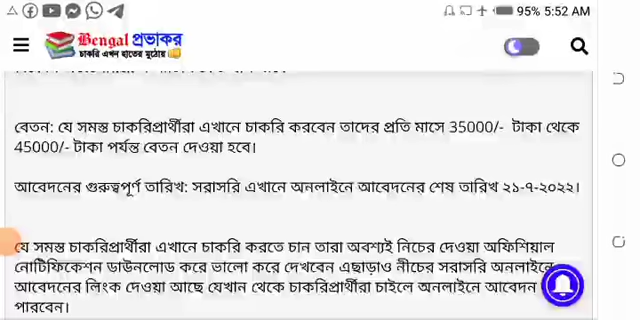 95% 5:52 AM
Bengal প্রভাকর
চাকরি এখন হাতের মুঠোয়
বেতন: যে সমস্ত চাকরিপ্রার্থীরা এখানে চাকরি করবেন তাদের প্রতি মাসে 35000/- টাকা থেকে
45000/- টাকা পর্যন্ত বেতন দেওয়া হবে।
আবেদনের গুরুত্বপূর্ণ তারিখ: সরাসরি এখানে অনলাইনে আবেদনের শেষ তারিখ ২১-৭-২০২২।
যে সমস্ত চাকরিপ্রার্থীরা এখানে চাকরি করতে চান তারা অবশ্যই নিচের দেওয়া অফিশিয়াল
নোটিফিকেশন ডাউনলোড করে ভালো করে দেখবেন এছাড়াও নীচের সরাসরি অনলাইনে
আবেদনের লিংক দেওয়া আছে যেখান থেকে চাকরিপ্রার্থীরা চাইলে অনলাইনে আবেদন
পারবেন।